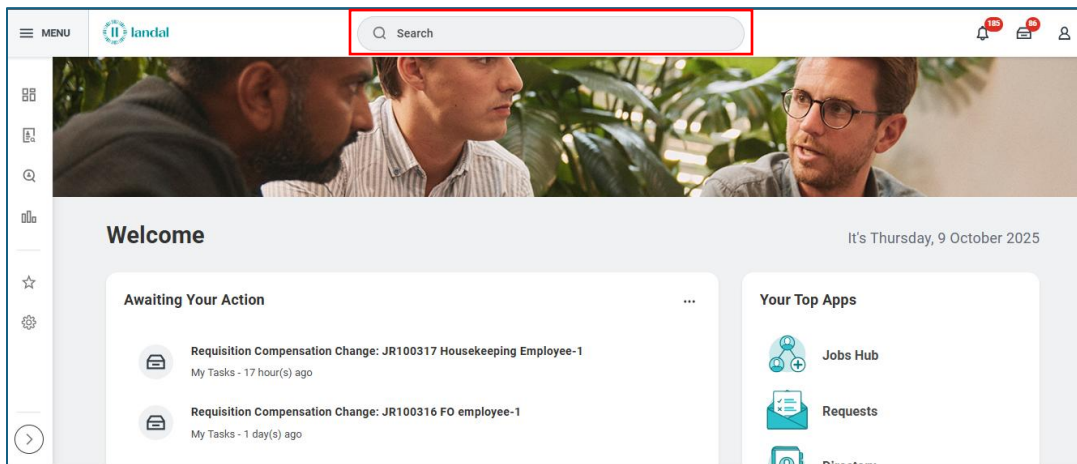 MENU
landal
Search
185
86
Welcome
It's Thursday, 9 October 2025
Awaiting Your Action
...
Requisition Compensation Change: JR100317 Housekeeping Employee-1
My Tasks - 17 hour(s) ago
Requisition Compensation Change: JR100316 FO employee-1
My Tasks - 1 day(s) ago
Your Top Apps
Jobs Hub
Requests